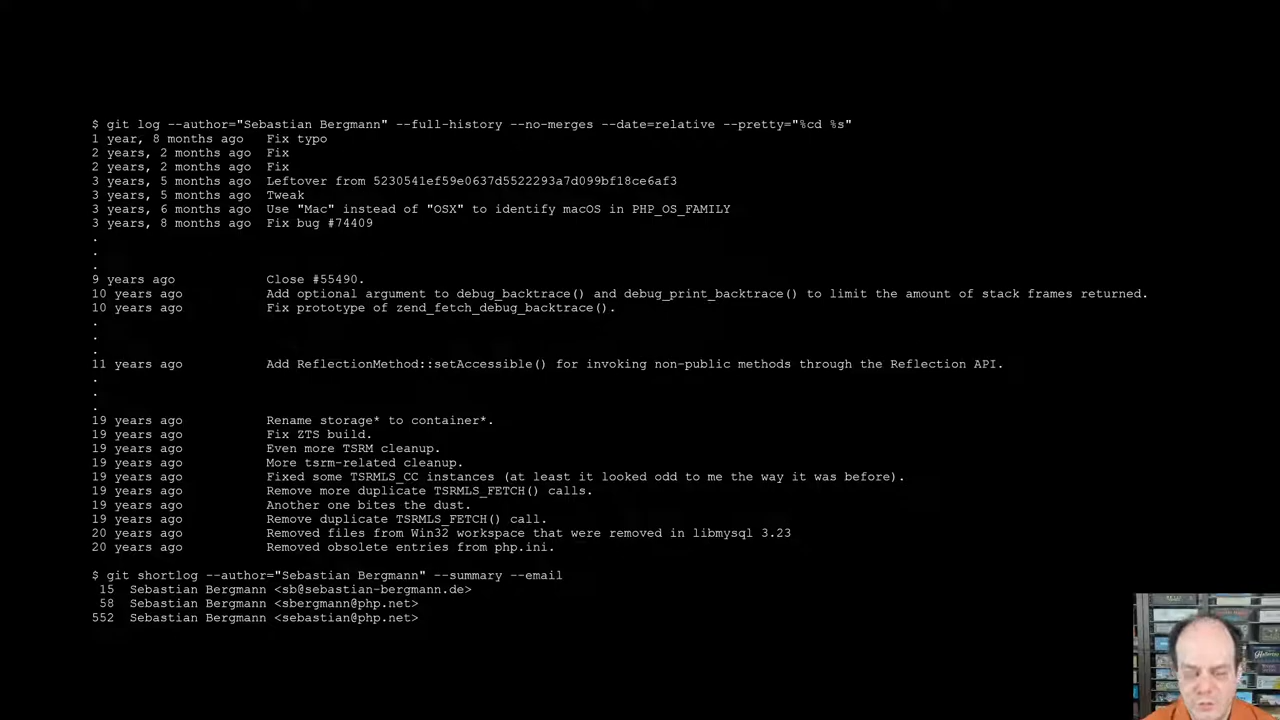 $ git log --author="Sebastian Bergmann" --full-history --no-merges --date=relative --pretty="%cd %s"
1 year, 8 months ago Fix typo
2 years, 2 months ago Fix
2 years, 2 months ago Fix
3 years, 5 months ago Leftover from 5230541ef59e0637d5522293a7d099bf18ce6af3
3 years, 5 months ago Tweak
3 years, 6 months ago Use "Mac" instead of "OSX" to identify macOS in PHP_OS_FAMILY
3 years, 8 months ago Fix bug #74409
.
.
.
9 years ago Close #55490.
10 years ago Add optional argument to debug_backtrace() and debug_print_backtrace() to limit the amount of stack frames returned.
10 years ago Fix prototype of zend_fetch_debug_backtrace().
.
.
.
11 years ago Add ReflectionMethod::setAccessible() for invoking non-public methods through the Reflection API.
.
.
.
19 years ago Rename storage* to container*.
19 years ago Fix ZTS build.
19 years ago Even more TSRM cleanup.
19 years ago More tsrm-related cleanup.
19 years ago Fixed some TSRMLS_CC instances (at least it looked odd to me the way it was before).
19 years ago Remove more duplicate TSRMLS_FETCH() calls.
19 years ago Another one bites the dust.
19 years ago Remove duplicate TSRMLS_FETCH() call.
20 years ago Removed files from Win32 workspace that were removed in libmysql 3.23
20 years ago Removed obsolete entries from php.ini.
$ git shortlog --author="Sebastian Bergmann" --summary --email
15 Sebastian Bergmann <sb@sebastian-bergmann.de>
58 Sebastian Bergmann <sbergmann@php.net>
552 Sebastian Bergmann <sebastian@php.net>